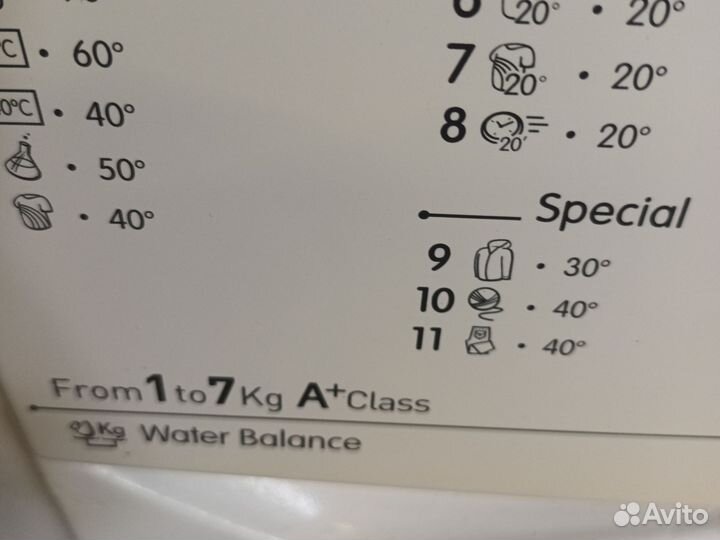 °C • 60°
0°C • 40°
• 50°
• 40°
20° • 20°
7 20° • 20°
8 20' • 20°
Special
9 • 30°
10 • 40°
11 • 40°
From 1 to 7 Kg A+ Class
Kg Water Balance
Avito